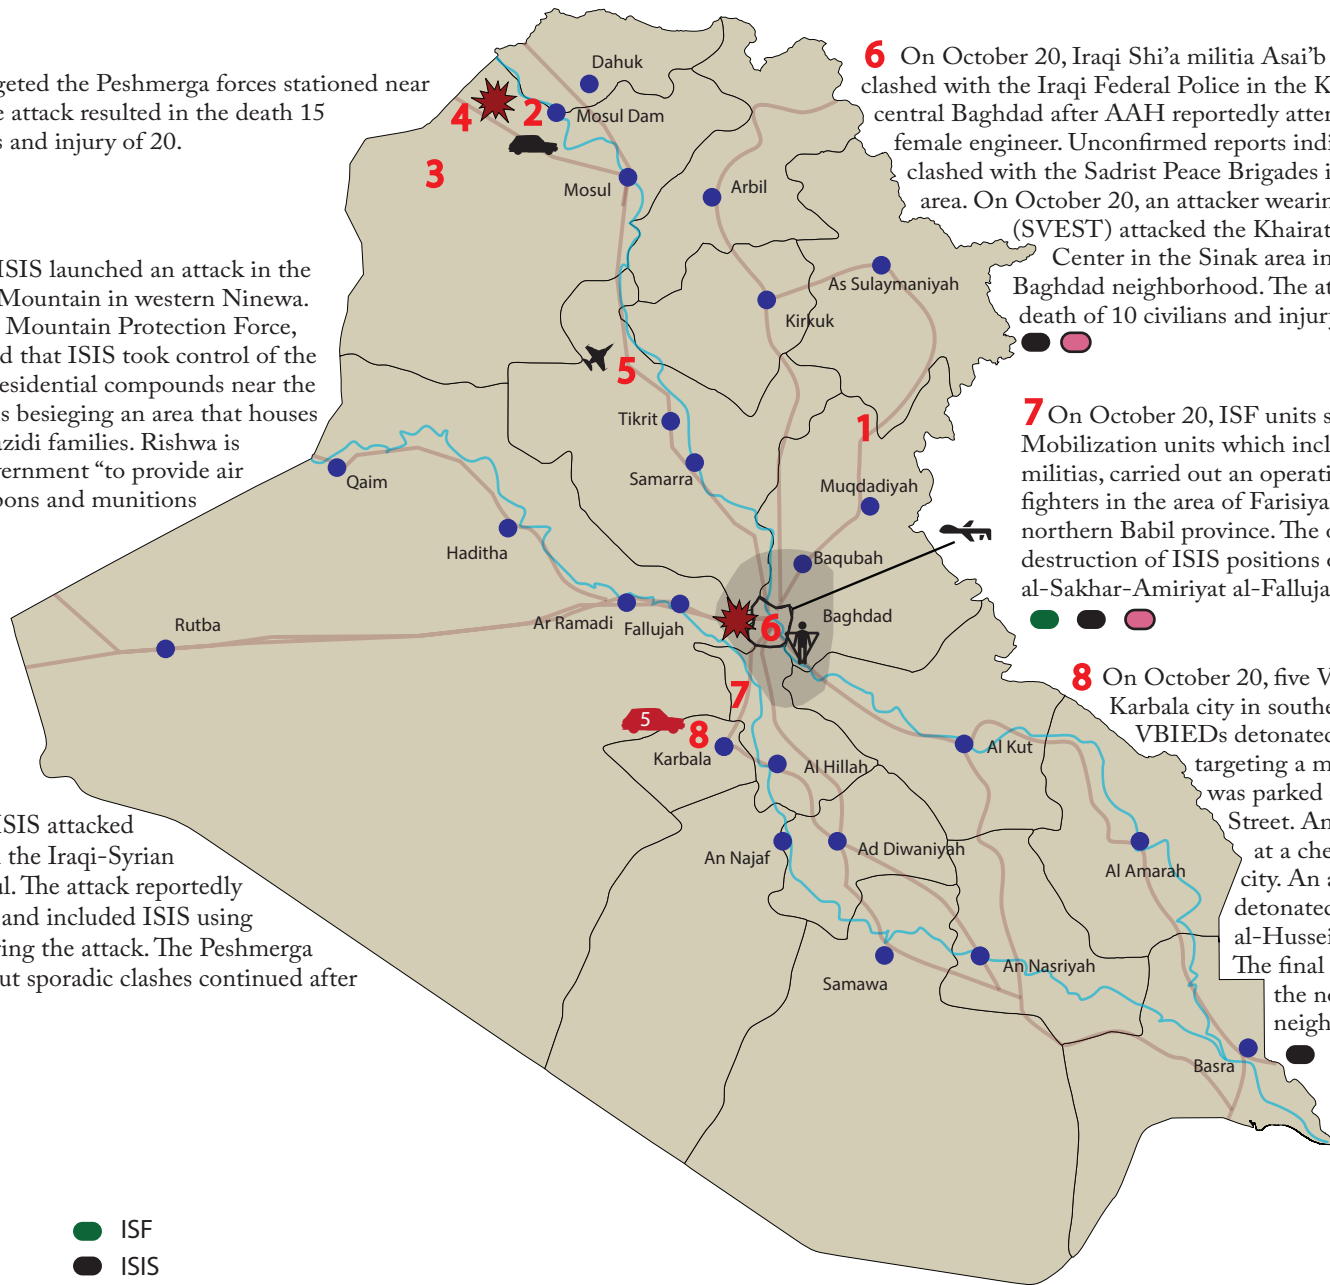 geted the Peshmerga forces stationed near
e attack resulted in the death 15
s and injury of 20.
ISIS launched an attack in the
Mountain in western Ninewa.
Mountain Protection Force,
d that ISIS took control of the
residential compounds near the
s besieging an area that houses
azidi families. Rishwa is
vernment “to provide air
pons and munitions
ISIS attacked
n the Iraqi-Syrian
ul. The attack reportedly
and included ISIS using
ring the attack. The Peshmerga
out sporadic clashes continued after
ISF
ISIS
Dahuk
4
2
Mosul Dam
3
Mosul
Arbil
As Sulaymaniyah
Kirkuk
5
Tikrit
1
Samarra
Muqdadiyah
Qaim
Haditha
Baqubah
Ar Ramadi
Fallujah
6
Baghdad
Rutba
7
5
8
Karbala
Al Hillah
Al Kut
An Najaf
Ad Diwaniyah
Al Amarah
Samawa
An Nasriyah
Basra
6 On October 20, Iraqi Shi’a militia Asai’b
clashed with the Iraqi Federal Police in the K
central Baghdad after AAH reportedly atter
female engineer. Unconfirmed reports indi
clashed with the Sadrist Peace Brigades i
area. On October 20, an attacker wearin
(SVEST) attacked the Khairat
Center in the Sinak area in
Baghdad neighborhood. The at
death of 10 civilians and injury
7 On October 20, ISF units s
Mobilization units which incl
militias, carried out an operati
fighters in the area of Farisiya
northern Babil province. The o
destruction of ISIS positions o
al-Sakhar-Amiriyat al-Falluja
8 On October 20, five V
Karbala city in southe
VBIEDs detonated
targeting a m
was parked
Street. An
at a che
city. An a
detonated
al-Hussei
The final
the no
neigh